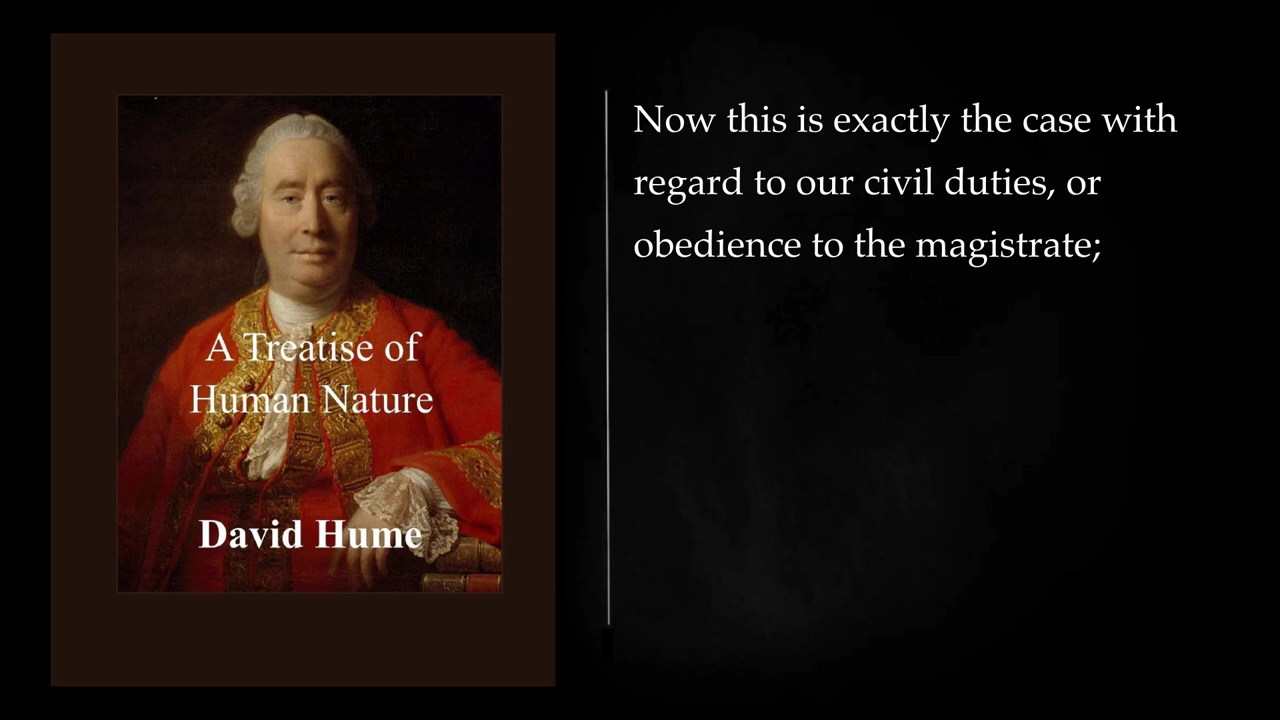 A Treatise of
Human Nature
David Hume
Now this is exactly the case with
regard to our civil duties, or
obedience to the magistrate;